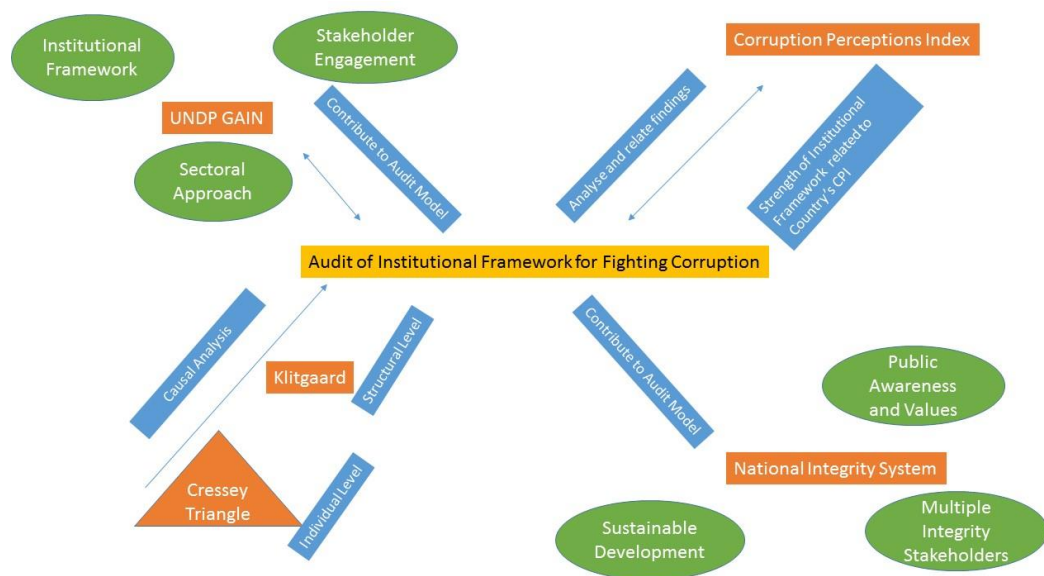 Institutional
Framework
Stakeholder
Engagement
Corruption Perceptions Index
UNDP GAIN
Contribute to Audit Model
Analyse and relate findings
Strength of Institutional
Framework related to
Country's CPI
Sectoral
Approach
Audit of Institutional Framework for Fighting Corruption
Causal Analysis
Klitgaard
Structural Level
Contribute to Audit Model
Public
Awareness
and Values
Cressey
Triangle
Individual Level
National Integrity System
Sustainable
Development
Multiple
Integrity
Stakeholders